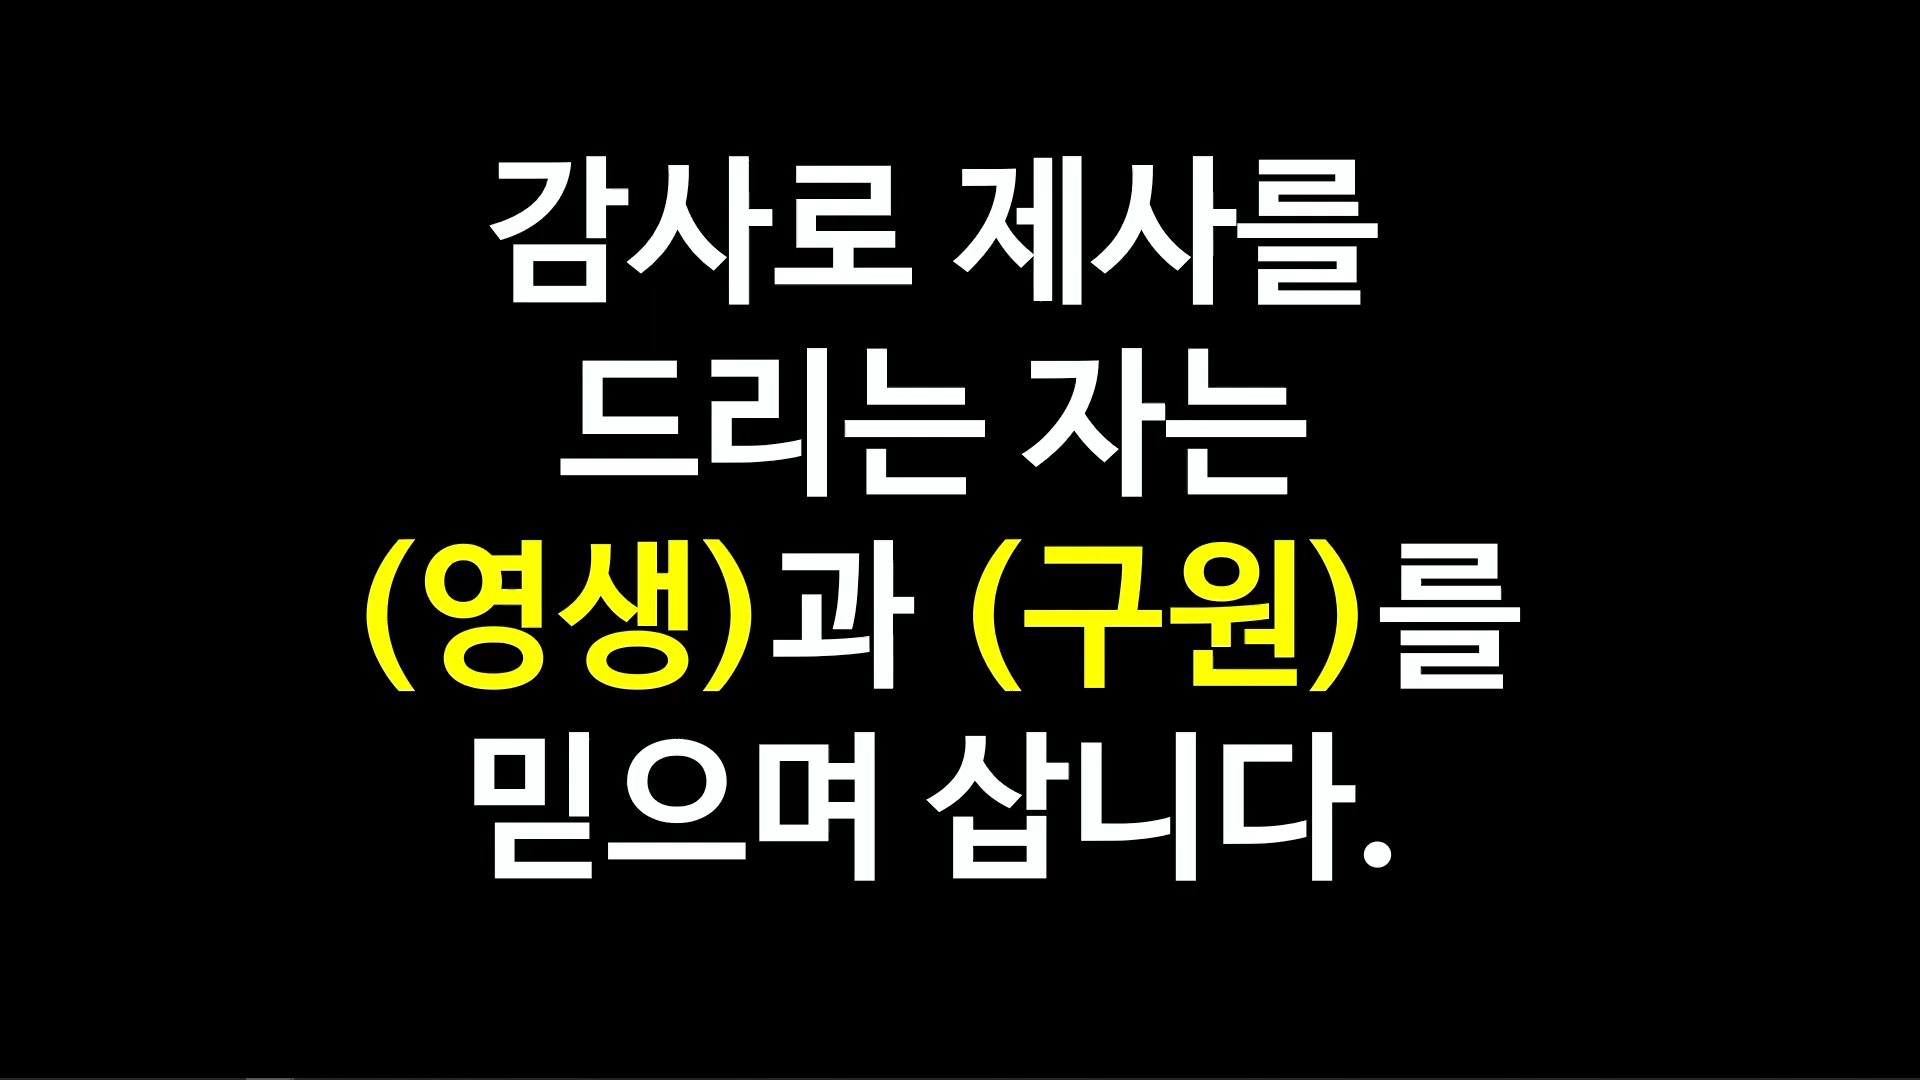 감사로 제사를
드리는 자는
(영생)과 (구원)를
믿으며 삽니다.